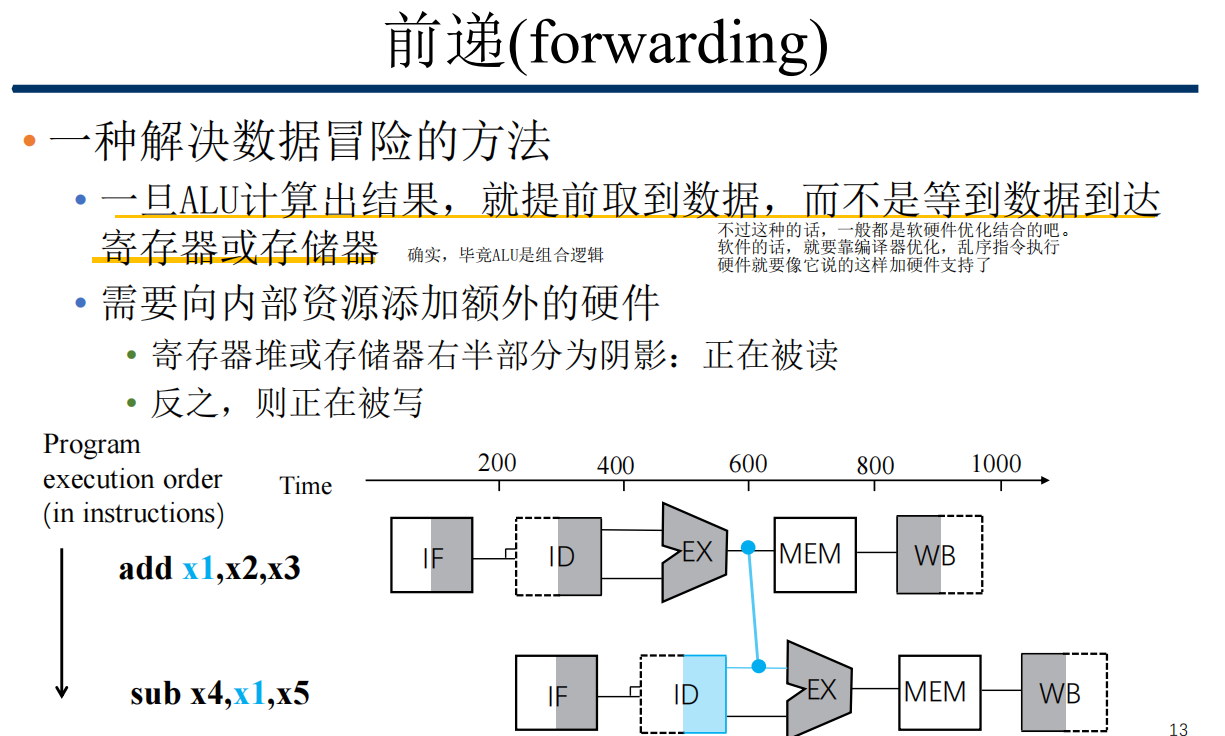 前递(forwarding)
•一种解决数据冒险的方法
•一旦ALU计算出结果，就提前取到数据，而不是等到数据到达
寄存器或存储器
确实，毕竟ALU是组合逻辑
不过这种的话，一般都是软硬件优化结合的吧。
软件的话，就要靠编译器优化，乱序指令执行
硬件就要像它说的这样加硬件支持了
•需要向内部资源添加额外的硬件
•寄存器堆或存储器右半部分为阴影：正在被读
•反之，则正在被写
Program
execution order
(in instructions)
Time
200 400 600 800 1000
add x1,x2,x3
IF ID EX MEM WB
sub x4,x1,x5
IF ID EX MEM WB
13